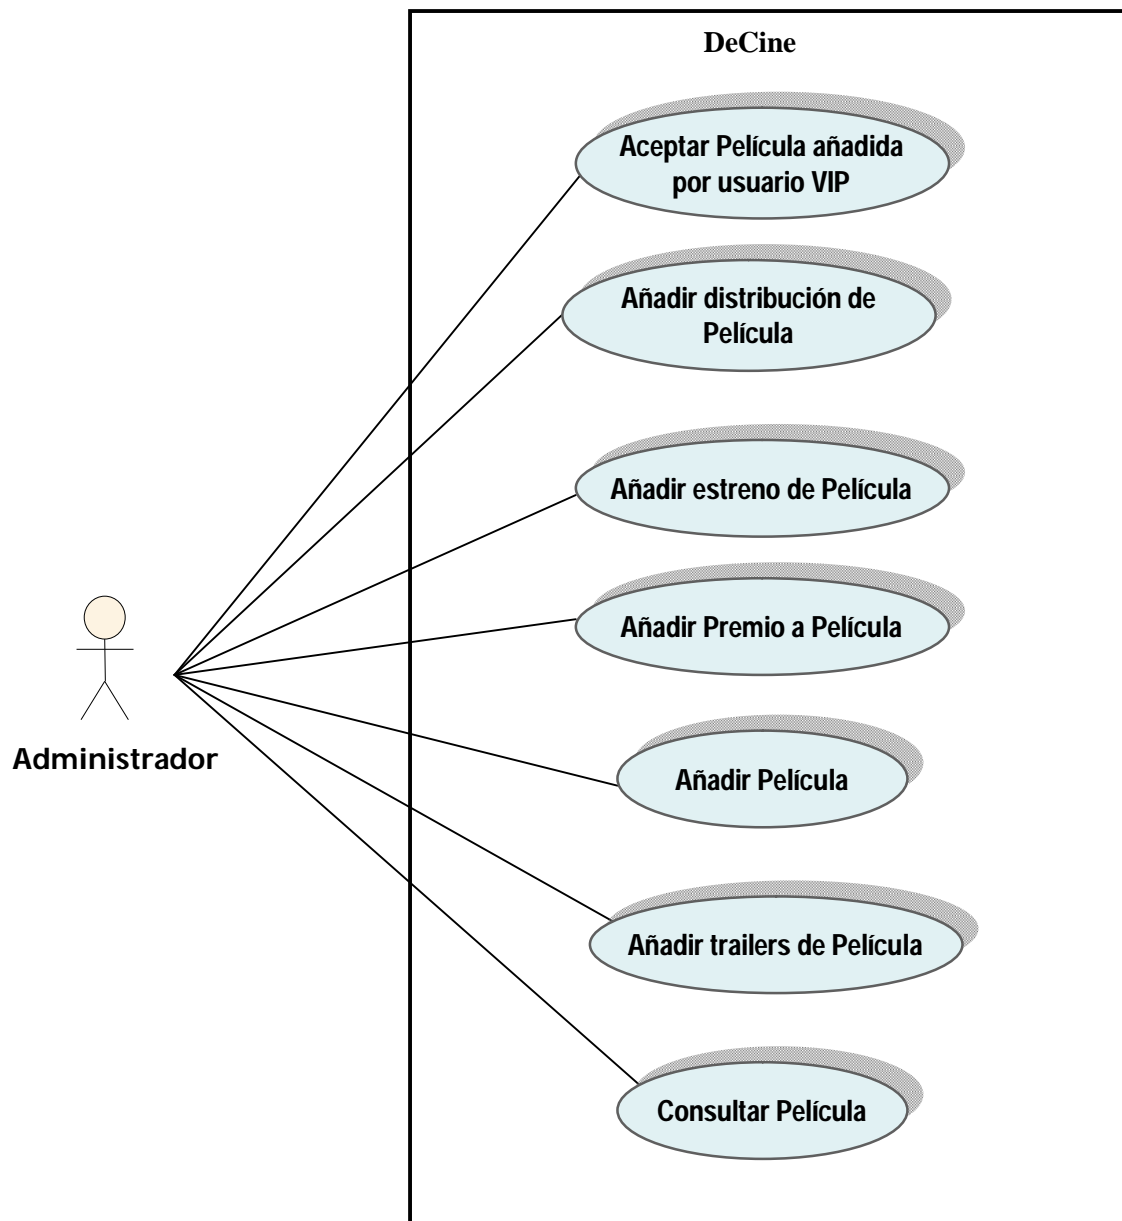 DeCine
Aceptar Película añadida
por usuario VIP
Añadir distribución de
Película
Añadir estreno de Película
Añadir Premio a Película
Administrador
Añadir Película
Añadir trailers de Película
Consultar Película